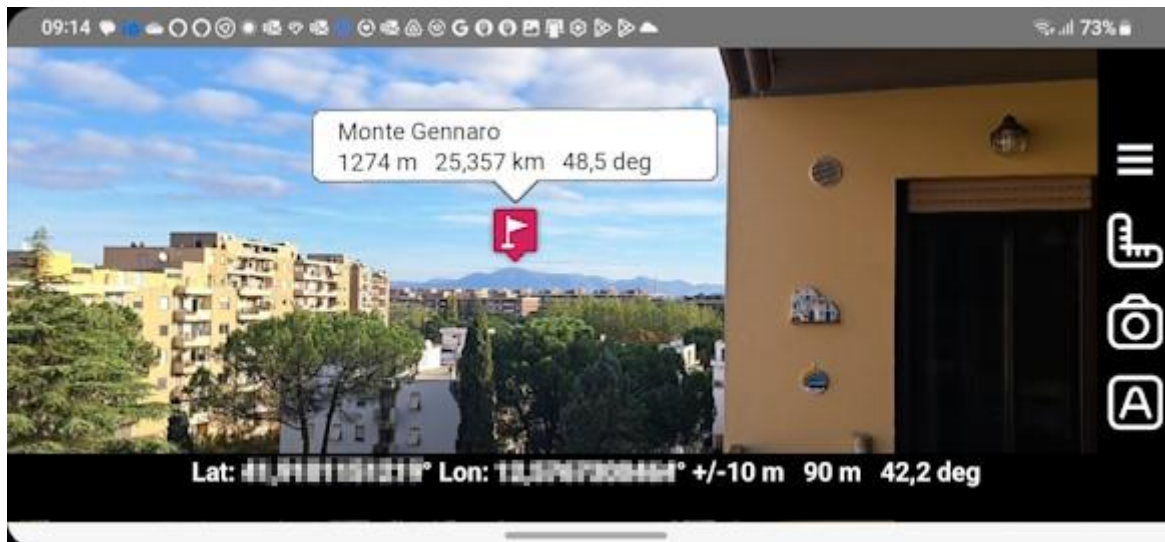 09:14
73%
Monte Gennaro
1274 m 25,357 km 48,5 deg
A
Lat: ° Lon: ° +/-10 m 90 m 42,2 deg